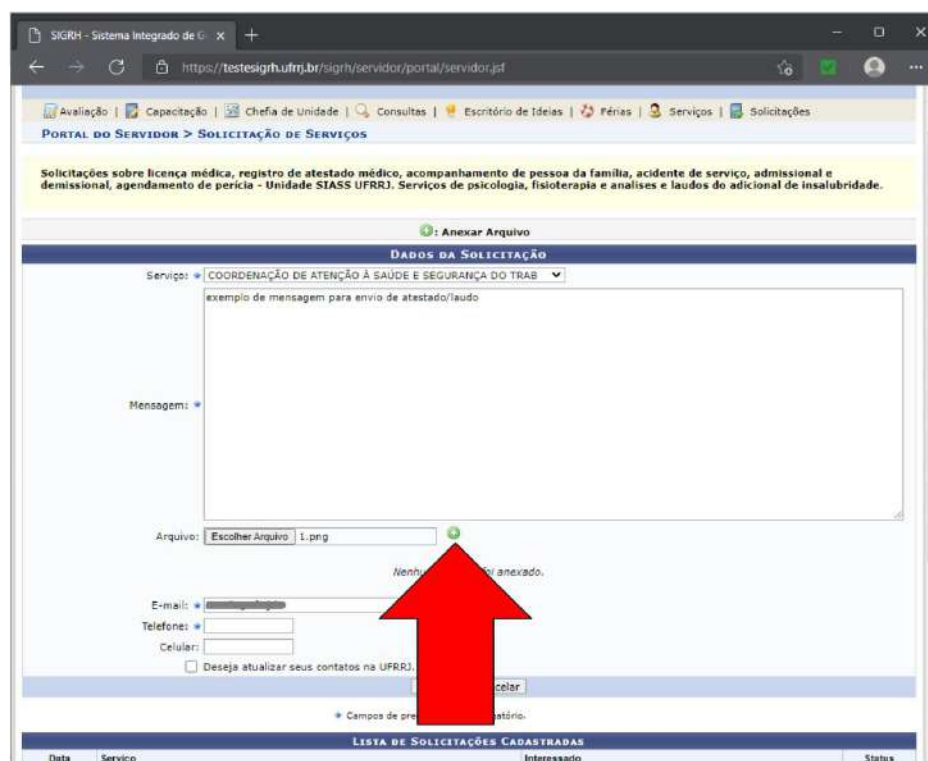 SIGRH - Sistema Integrado de G
https://testesigrh.ufrrj.br/sigrh/servidor/portal/servidor.jsf
Avaliação | Capacitação | Chefia de Unidade | Consultas | Escritório de Ideias | Férias | Serviços | Solicitações
PORTAL DO SERVIDOR > SOLICITAÇÃO DE SERVIÇOS
Solicitações sobre licença médica, registro de atestado médico, acompanhamento de pessoa da família, acidente de serviço, admissional e
demissional, agendamento de perícia - Unidade SIASS UFRRJ. Serviços de psicologia, fisioterapia e analises e laudos do adicional de insalubridade.
: Anexar Arquivo
DADOS DA SOLICITAÇÃO
Serviço: COORDENAÇÃO DE ATENÇÃO À SAÚDE E SEGURANÇA DO TRAB
exemplo de mensagem para envio de atestado/laudo
Mensagem:
Arquivo: Escolher Arquivo 1.png
anexado.
E-mail:
Telefone:
Celular:
Deseja atualizar seus contatos na UFRRJ.
Campos de
LISTA DE SOLICITAÇÕES CADASTRADAS
Data Serviço Interessado Status